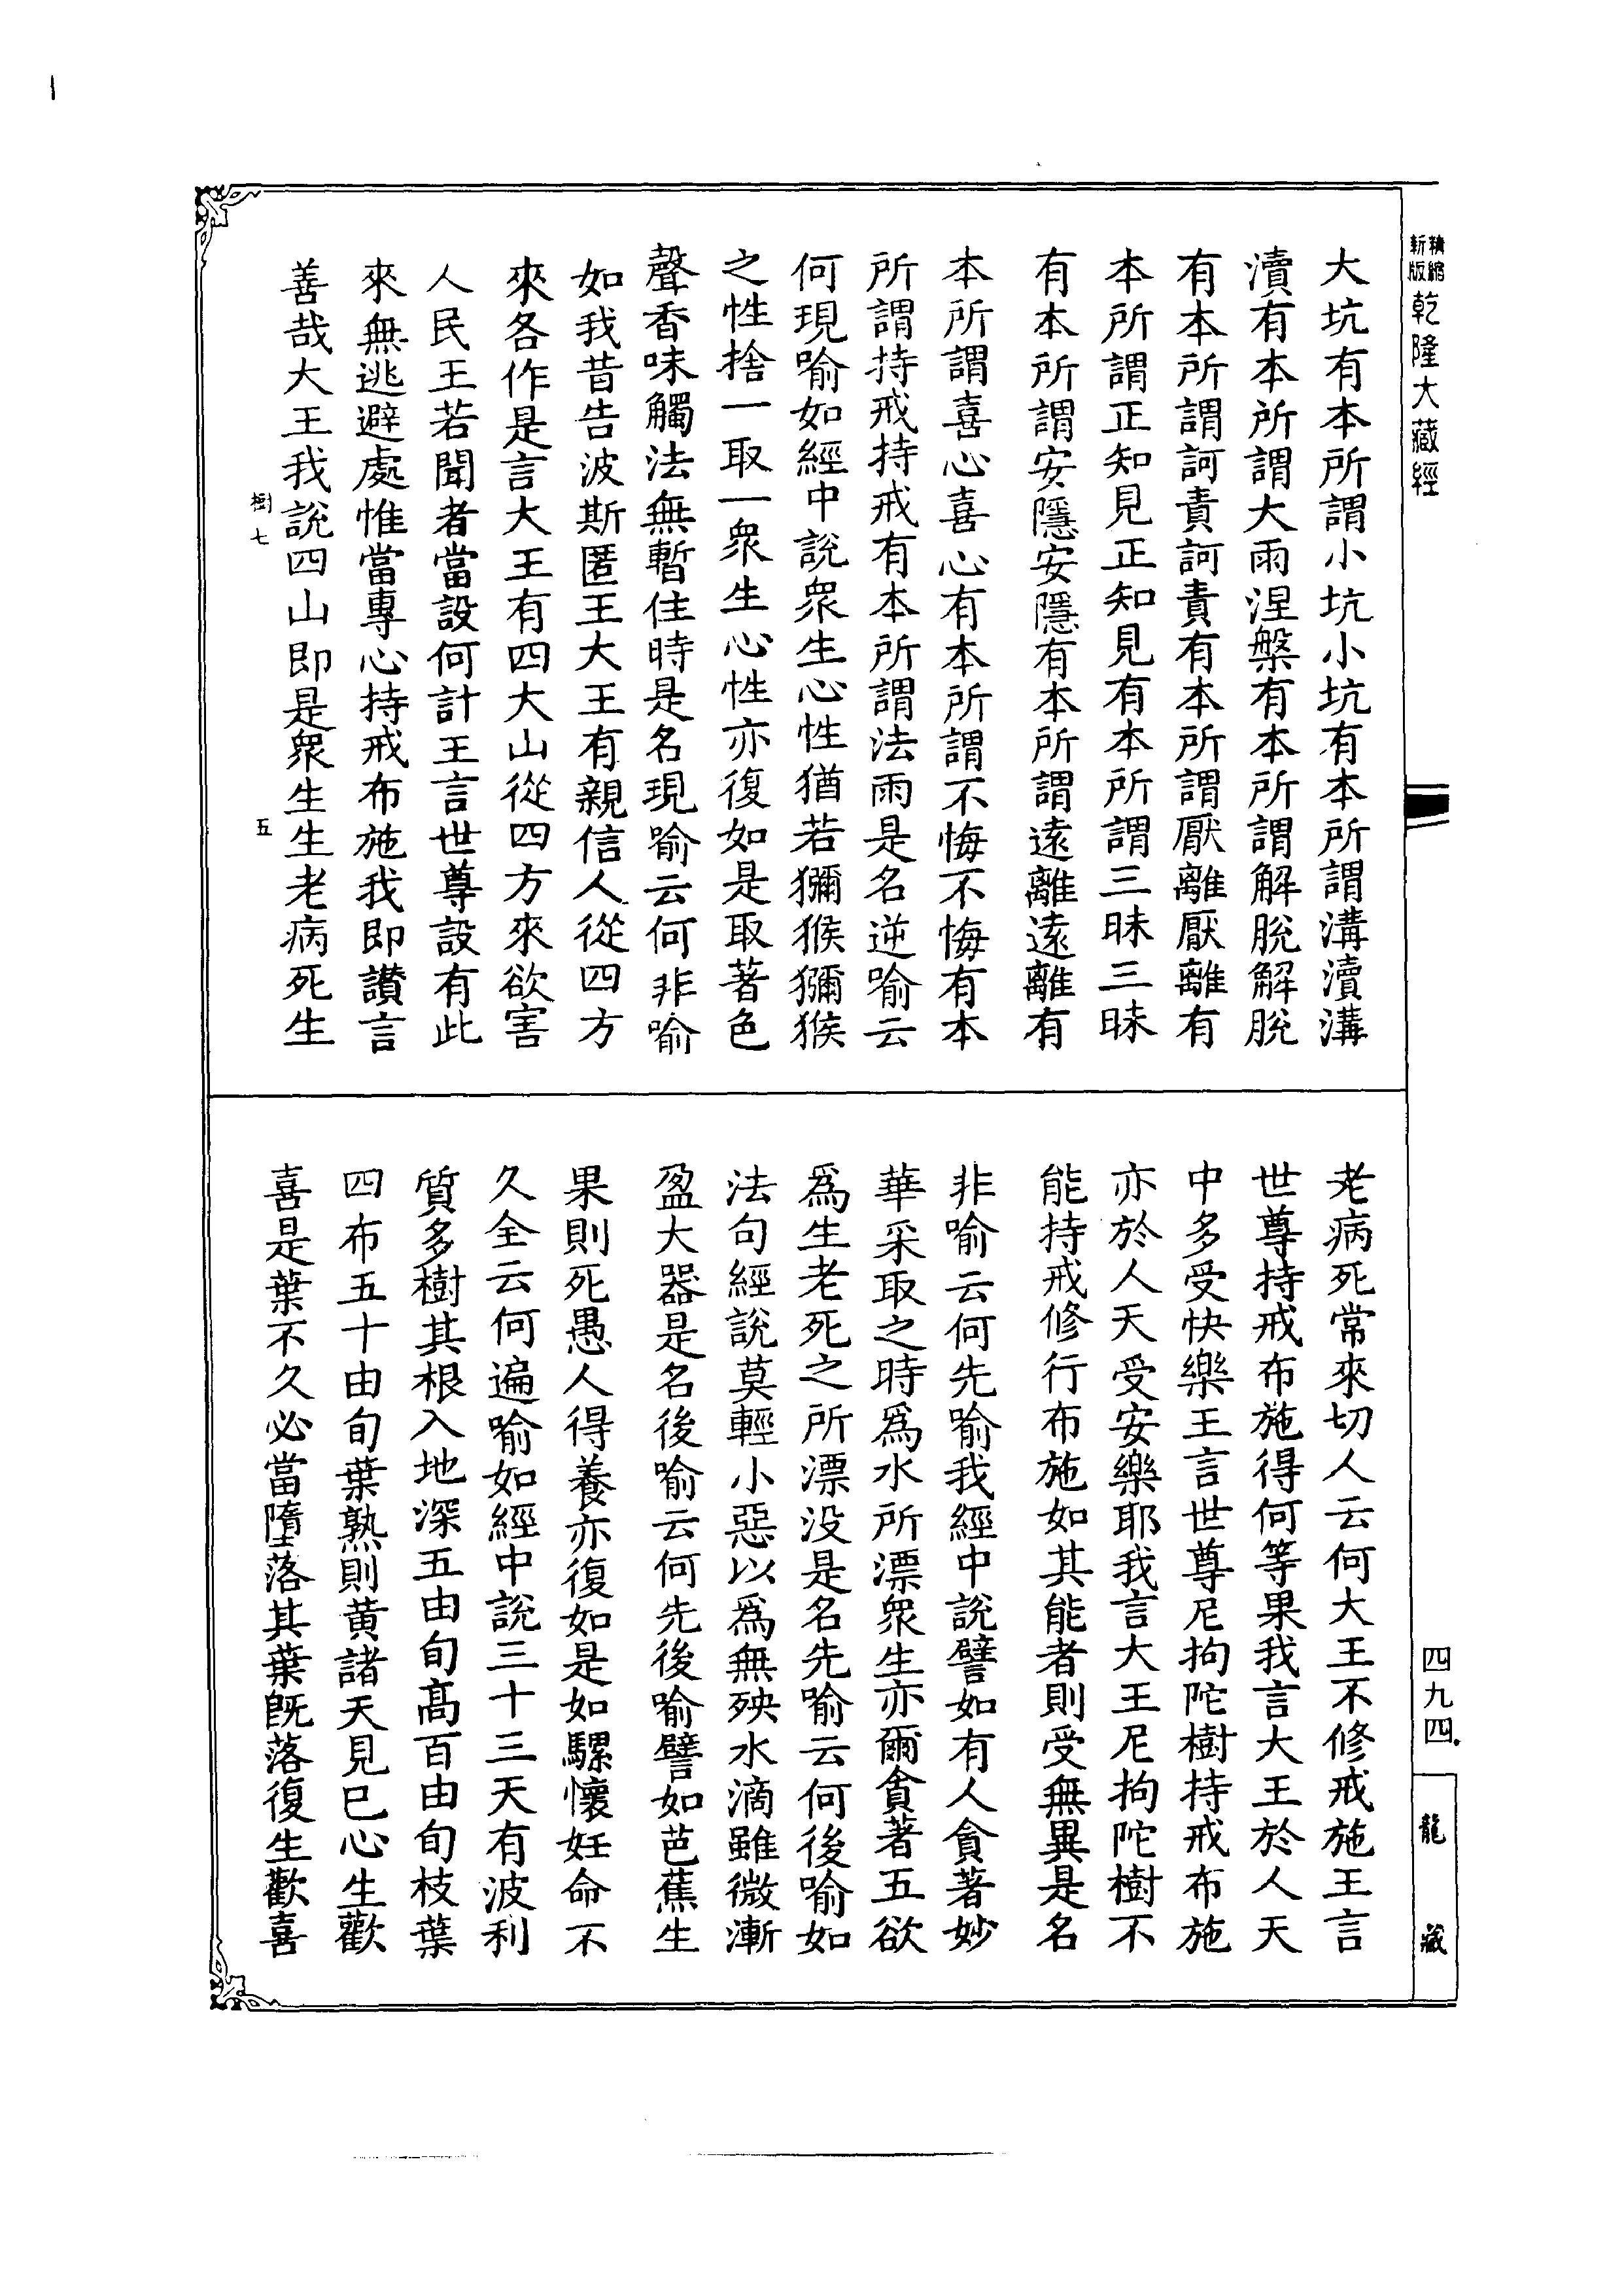 新版精縮乾隆大藏經
大坑有本所謂小坑小坑有本所謂溝瀆溝
瀆有本所謂大雨涅槃有本所謂解脫解脫
有本所謂訶責訶責有本所謂厭離厭離有
本所謂正知見正知見有本所謂三昧三昧
有本所謂安隱安隱有本所謂遠離遠離有
本所謂喜心喜心有本所謂不悔不悔有本
所謂持戒持戒有本所謂法雨是名逆喻云
何現喻如經中說衆生心性猶若獼猴獼猴
之性捨一取一衆生心性亦復如是取著色
聲香味觸法無暫住時是名現喻云何非喻
如我昔告波斯匿王大王有親信人從四方
來各作是言大王有四大山從四方來欲害
人民王若聞者當設何計王言世尊設有此
來無逃避處惟當專心持戒布施我即讚言
善哉大王我說四山即是衆生生老病死生
樹七 五
老病死常來切人云何大王不修戒施王言
世尊持戒布施得何等果我言大王於人天
中多受快樂王言世尊尼拘陀樹持戒布施
亦於人天受安樂耶我言大王尼拘陀樹不
能持戒修行布施如其能者則受無異是名
非喻云何先喻我經中說譬如有人貪著妙
華采取之時爲水所漂衆生亦爾貪著五欲
爲生老死之所漂没是名先喻云何後喻如
法句經說莫輕小惡以爲無殃水滴雖微漸
盈大器是名後喻云何先後喻譬如芭蕉生
果則死愚人得養亦復如是如騾懷妊命不
久全云何遍喻如經中說三十三天有波利
質多樹其根入地深五由旬高百由旬枝葉
四布五十由旬葉熟則黄諸天見已心生歡
喜是葉不久必當墮落其葉旣落復生歡喜
四九四
龍藏